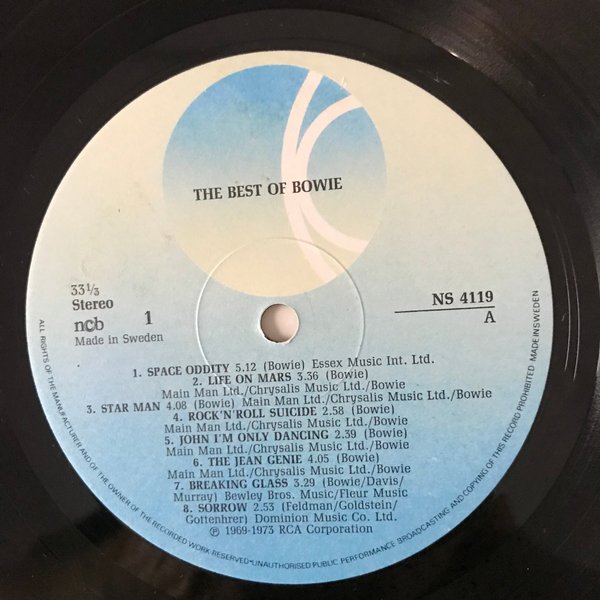 THE BEST OF BOWIE
33⅓
Stereo
ncb 1
Made in Sweden
NS 4119
A
1. SPACE ODDITY 5.12 (Bowie) Essex Music Int. Ltd.
2. LIFE ON MARS 3.36 (Bowie)
Main Man Ltd./Chrysalis Music Ltd./Bowie
3. STAR MAN 4.08 (Bowie) Main Man Ltd./Chrysalis Music Ltd./Bowie
4. ROCK'N'ROLL SUICIDE 2.58 (Bowie)
Main Man Ltd./Chrysalis Music Ltd./Bowie
5. JOHN I'M ONLY DANCING 2.39 (Bowie)
Main Man Ltd./Chrysalis Music Ltd./Bowie
6. THE JEAN GENIE 4.05 (Bowie)
Main Man Ltd./Chrysalis Music Ltd./Bowie
7. BREAKING GLASS 3.29 (Bowie/Davis/
Murray) Bewley Bros. Music/Fleur Music
8. SORROW 2.53 (Feldman/Goldstein/
Gottenhrer) Dominion Music Co. Ltd.
℗ 1969-1973 RCA Corporation
ALL RIGHTS OF THE MANUFACTURER AND OF THE OWNER OF THE RECORDED WORK RESERVED•UNAUTHORISED PUBLIC PERFORMANCE BROADCASTING AND COPYING OF THIS RECORD PROHIBITED MADE IN SWEDEN